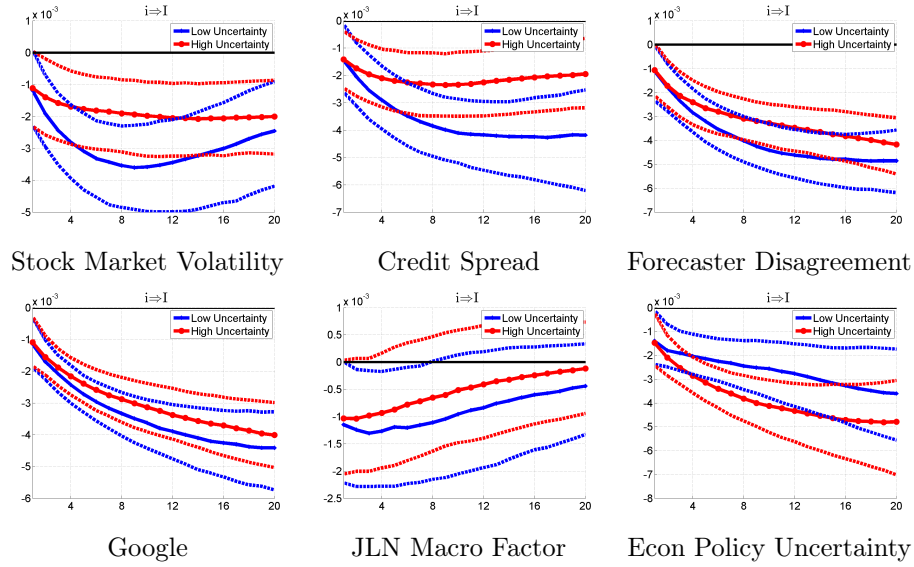 x 10⁻³
i⇒I
Low Uncertainty
High Uncertainty
1
0
-1
-2
-3
-4
-5
4 8 12 16 20
Stock Market Volatility
x 10⁻³
i⇒I
Low Uncertainty
High Uncertainty
0
-1
-2
-3
-4
-5
-6
-7
4 8 12 16 20
Credit Spread
x 10⁻³
i⇒I
Low Uncertainty
High Uncertainty
1
0
-1
-2
-3
-4
-5
-6
-7
4 8 12 16 20
Forecaster Disagreement
x 10⁻³
i⇒I
Low Uncertainty
High Uncertainty
0
-1
-2
-3
-4
-5
-6
4 8 12 16 20
Google
x 10⁻³
i⇒I
Low Uncertainty
High Uncertainty
1
0.5
0
-0.5
-1
-1.5
-2
-2.5
4 8 12 16 20
JLN Macro Factor
x 10⁻³
i⇒I
Low Uncertainty
High Uncertainty
0
-1
-2
-3
-4
-5
-6
-7
-8
4 8 12 16 20
Econ Policy Uncertainty